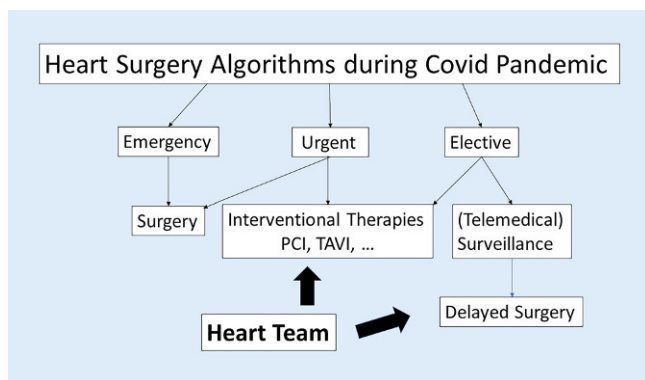 Heart Surgery Algorithms during Covid Pandemic
Emergency
Urgent
Elective
Surgery
Interventional Therapies
PCI, TAVI, ...
(Telemedical)
Surveillance
Delayed Surgery
Heart Team